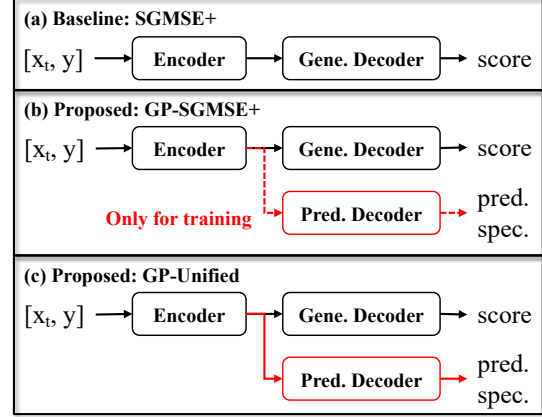 (a) Baseline: SGMSE+
[xₜ, y] Encoder Gene. Decoder score
(b) Proposed: GP-SGMSE+
[xₜ, y] Encoder Gene. Decoder score
Only for training Pred. Decoder pred.
spec.
(c) Proposed: GP-Unified
[xₜ, y] Encoder Gene. Decoder score
Pred. Decoder pred.
spec.